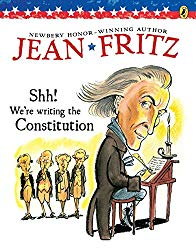 NEWBERY HONOR-WINNING AUTHOR
JEAN★FRITZ
Shh!
We're writing the
Constitution